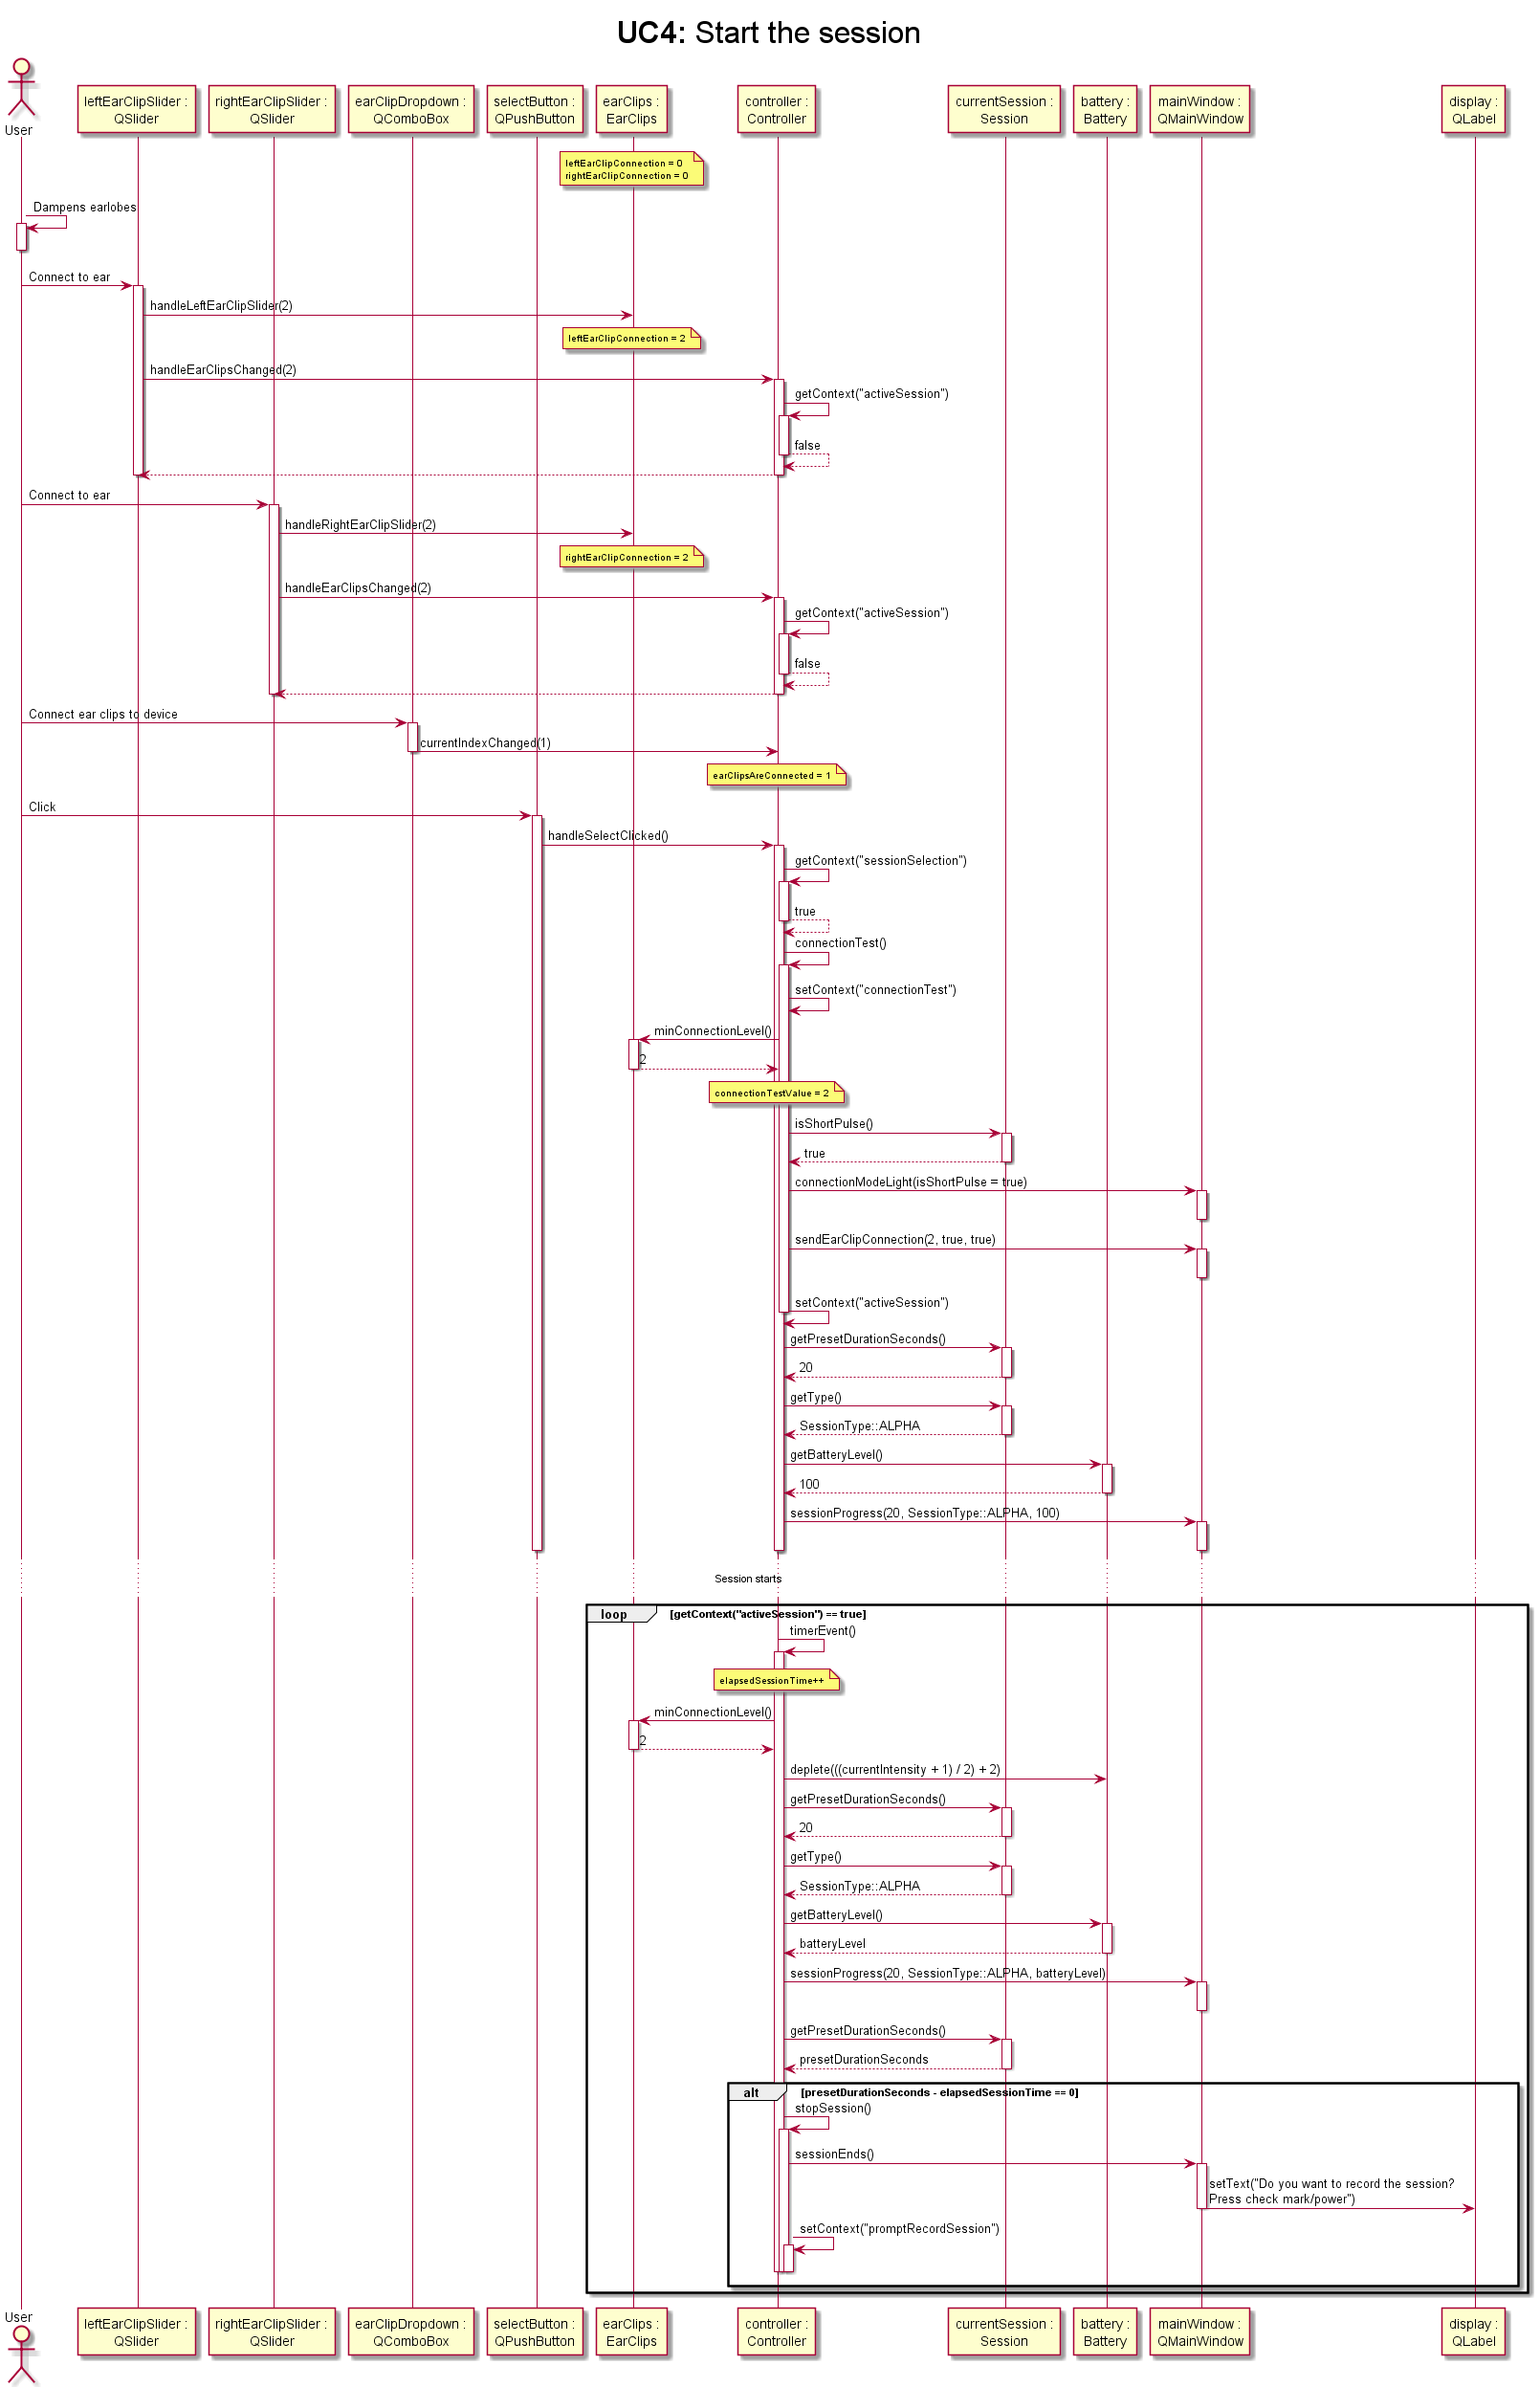 UC4: Start the session
User
leftEarClipSlider :
QSlider
rightEarClipSlider :
QSlider
earClipDropdown :
QComboBox
selectButton :
QPushButton
earClips :
EarClips
controller :
Controller
currentSession :
Session
battery :
Battery
mainWindow :
QMainWindow
display :
QLabel
leftEarClipConnection = 0
rightEarClipConnection = 0
Dampens earlobes
Connect to ear
handleLeftEarClipSlider(2)
leftEarClipConnection = 2
handleEarClipsChanged(2)
getContext("activeSession")
false
Connect to ear
handleRightEarClipSlider(2)
rightEarClipConnection = 2
handleEarClipsChanged(2)
getContext("activeSession")
false
Connect ear clips to device
currentIndexChanged(1)
earClipsAreConnected = 1
Click
handleSelectClicked()
getContext("sessionSelection")
true
connectionTest()
setContext("connectionTest")
minConnectionLevel()
2
connectionTestValue = 2
isShortPulse()
true
connectionModeLight(isShortPulse = true)
sendEarClipConnection(2, true, true)
setContext("activeSession")
getPresetDurationSeconds()
20
getType()
SessionType::ALPHA
getBatteryLevel()
100
sessionProgress(20, SessionType::ALPHA, 100)
Session starts
loop [getContext("activeSession") == true]
timerEvent()
elapsedSessionTime++
minConnectionLevel()
2
deplete(((currentIntensity + 1) / 2) + 2)
getPresetDurationSeconds()
20
getType()
SessionType::ALPHA
getBatteryLevel()
batteryLevel
sessionProgress(20, SessionType::ALPHA, batteryLevel)
getPresetDurationSeconds()
presetDurationSeconds
alt [presetDurationSeconds - elapsedSessionTime == 0]
stopSession()
sessionEnds()
setText("Do you want to record the session?
Press check mark/power")
setContext("promptRecordSession")
User
leftEarClipSlider :
QSlider
rightEarClipSlider :
QSlider
earClipDropdown :
QComboBox
selectButton :
QPushButton
earClips :
EarClips
controller :
Controller
currentSession :
Session
battery :
Battery
mainWindow :
QMainWindow
display :
QLabel